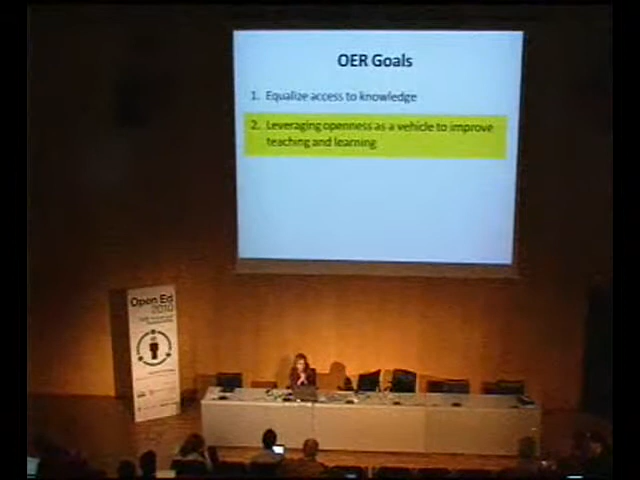 OER Goals
1. Equalize access to knowledge
2. Leveraging openness as a vehicle to improve
teaching and learning
Open Ed
2010